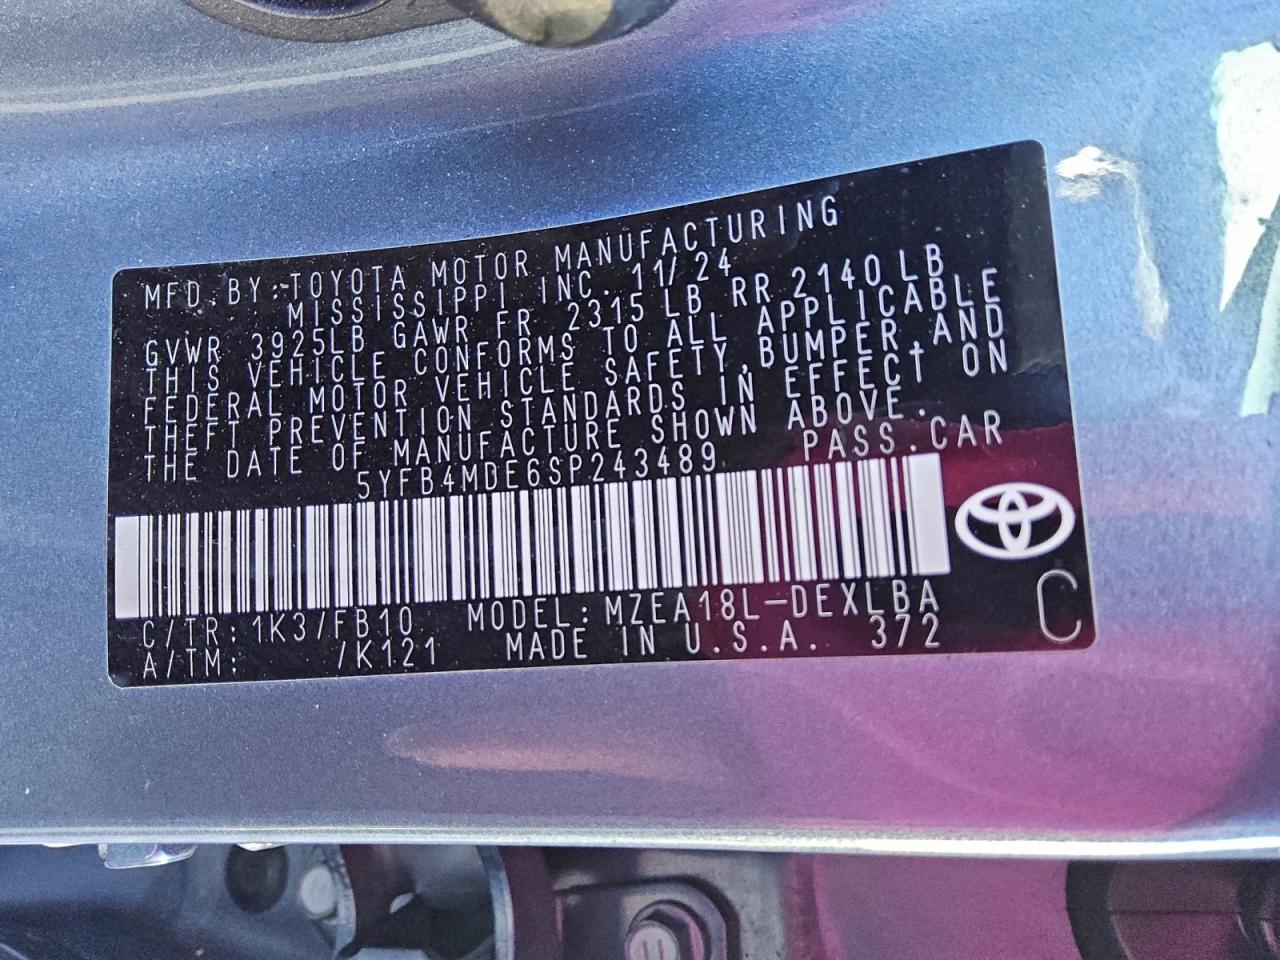 MFD.BY:TOYOTA MOTOR MANUFACTURING
MISSISSIPPI INC. 11/24
GVWR 3925LB GAWR FR 2315 LB RR 2140LB
THIS VEHICLE CONFORMS TO ALL APPLICABLE
FEDERAL MOTOR VEHICLE SAFETY,BUMPER,AND
THEFT PREVENTION STANDARDS IN EFFECT ON
THE DATE OF MANUFACTURE SHOWN ABOVE.
5YFB4MDE6SP243489 PASS.CAR
C/TR:1K3/FB10 MODEL:MZEA18L-DEXLBA
A/TM: /K121 MADE IN U.S.A. 372
C